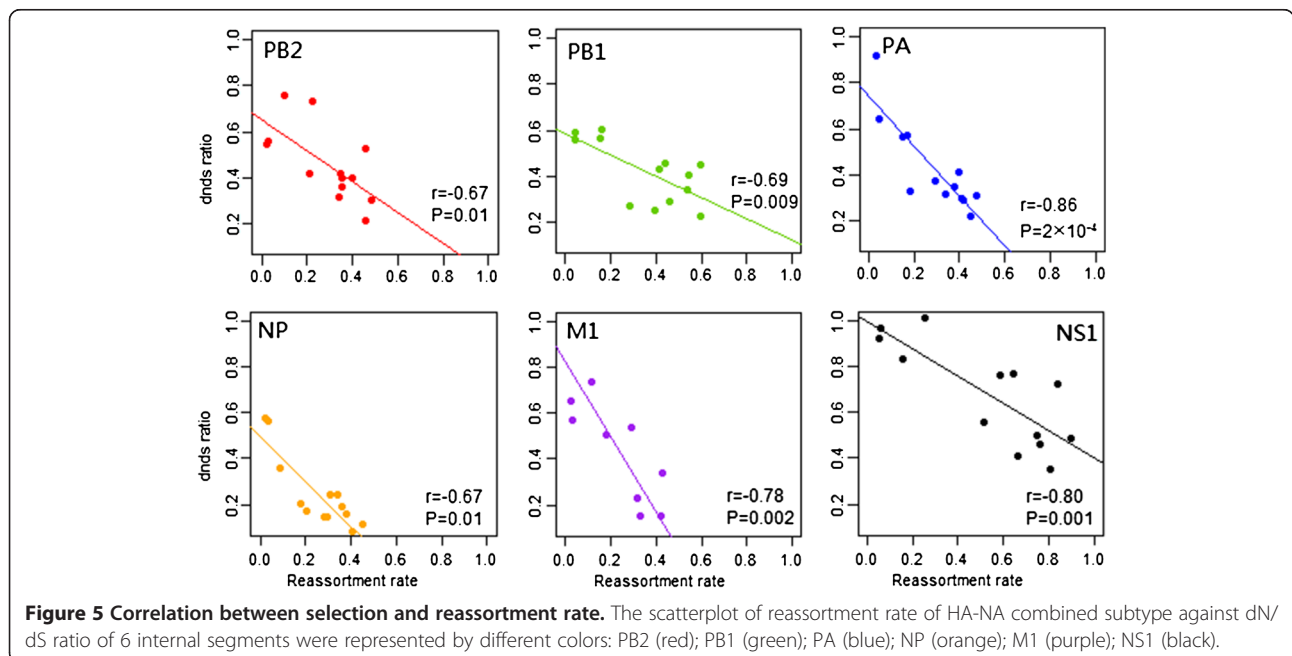 PB2
1.0
0.8
0.6
0.4
0.2
dnds ratio
r=-0.67
P=0.01
0.0 0.2 0.4 0.6 0.8 1.0
PB1
1.0
0.8
0.6
0.4
0.2
r=-0.69
P=0.009
0.0 0.2 0.4 0.6 0.8 1.0
PA
1.0
0.8
0.6
0.4
0.2
r=-0.86
P=2×10⁻⁴
0.0 0.2 0.4 0.6 0.8 1.0
NP
1.0
0.8
0.6
0.4
0.2
dnds ratio
r=-0.67
P=0.01
0.0 0.2 0.4 0.6 0.8 1.0
Reassortment rate
M1
1.0
0.8
0.6
0.4
0.2
r=-0.78
P=0.002
0.0 0.2 0.4 0.6 0.8 1.0
Reassortment rate
NS1
1.0
0.8
0.6
0.4
0.2
r=-0.80
P=0.001
0.0 0.2 0.4 0.6 0.8 1.0
Reassortment rate
Figure 5 Correlation between selection and reassortment rate. The scatterplot of reassortment rate of HA-NA combined subtype against dN/
dS ratio of 6 internal segments were represented by different colors: PB2 (red); PB1 (green); PA (blue); NP (orange); M1 (purple); NS1 (black).